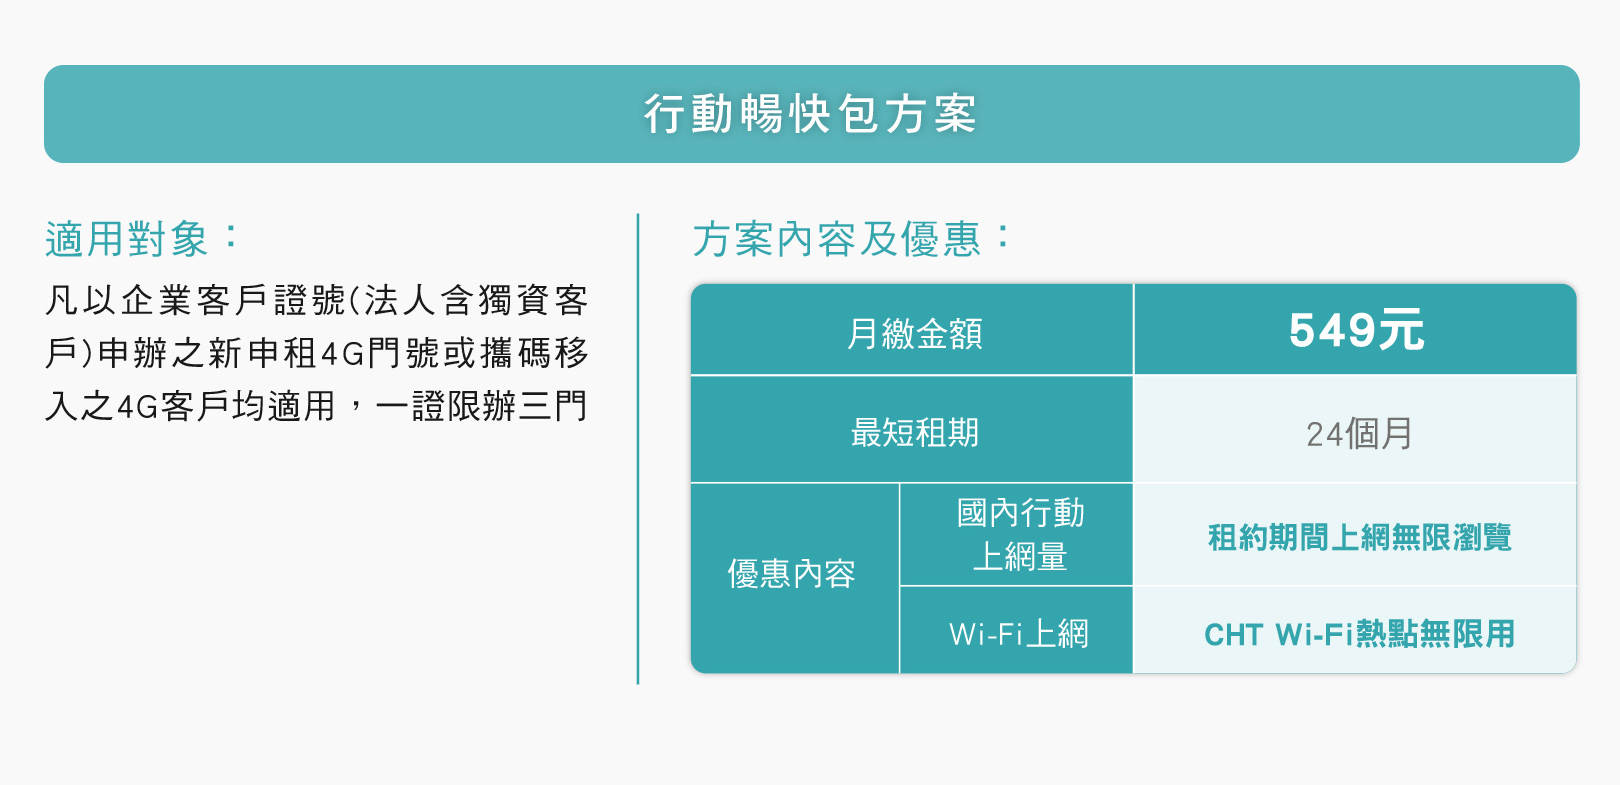 行動暢快包方案
適用對象：
凡以企業客戶證號(法人含獨資客
戶)申辦之新申租4G門號或攜碼移
入之4G客戶均適用，一證限辦三門
方案內容及優惠：
月繳金額
549元
最短租期
24個月
優惠內容
國內行動
上網量
租約期間上網無限瀏覽
Wi-Fi上網
CHT Wi-Fi熱點無限用